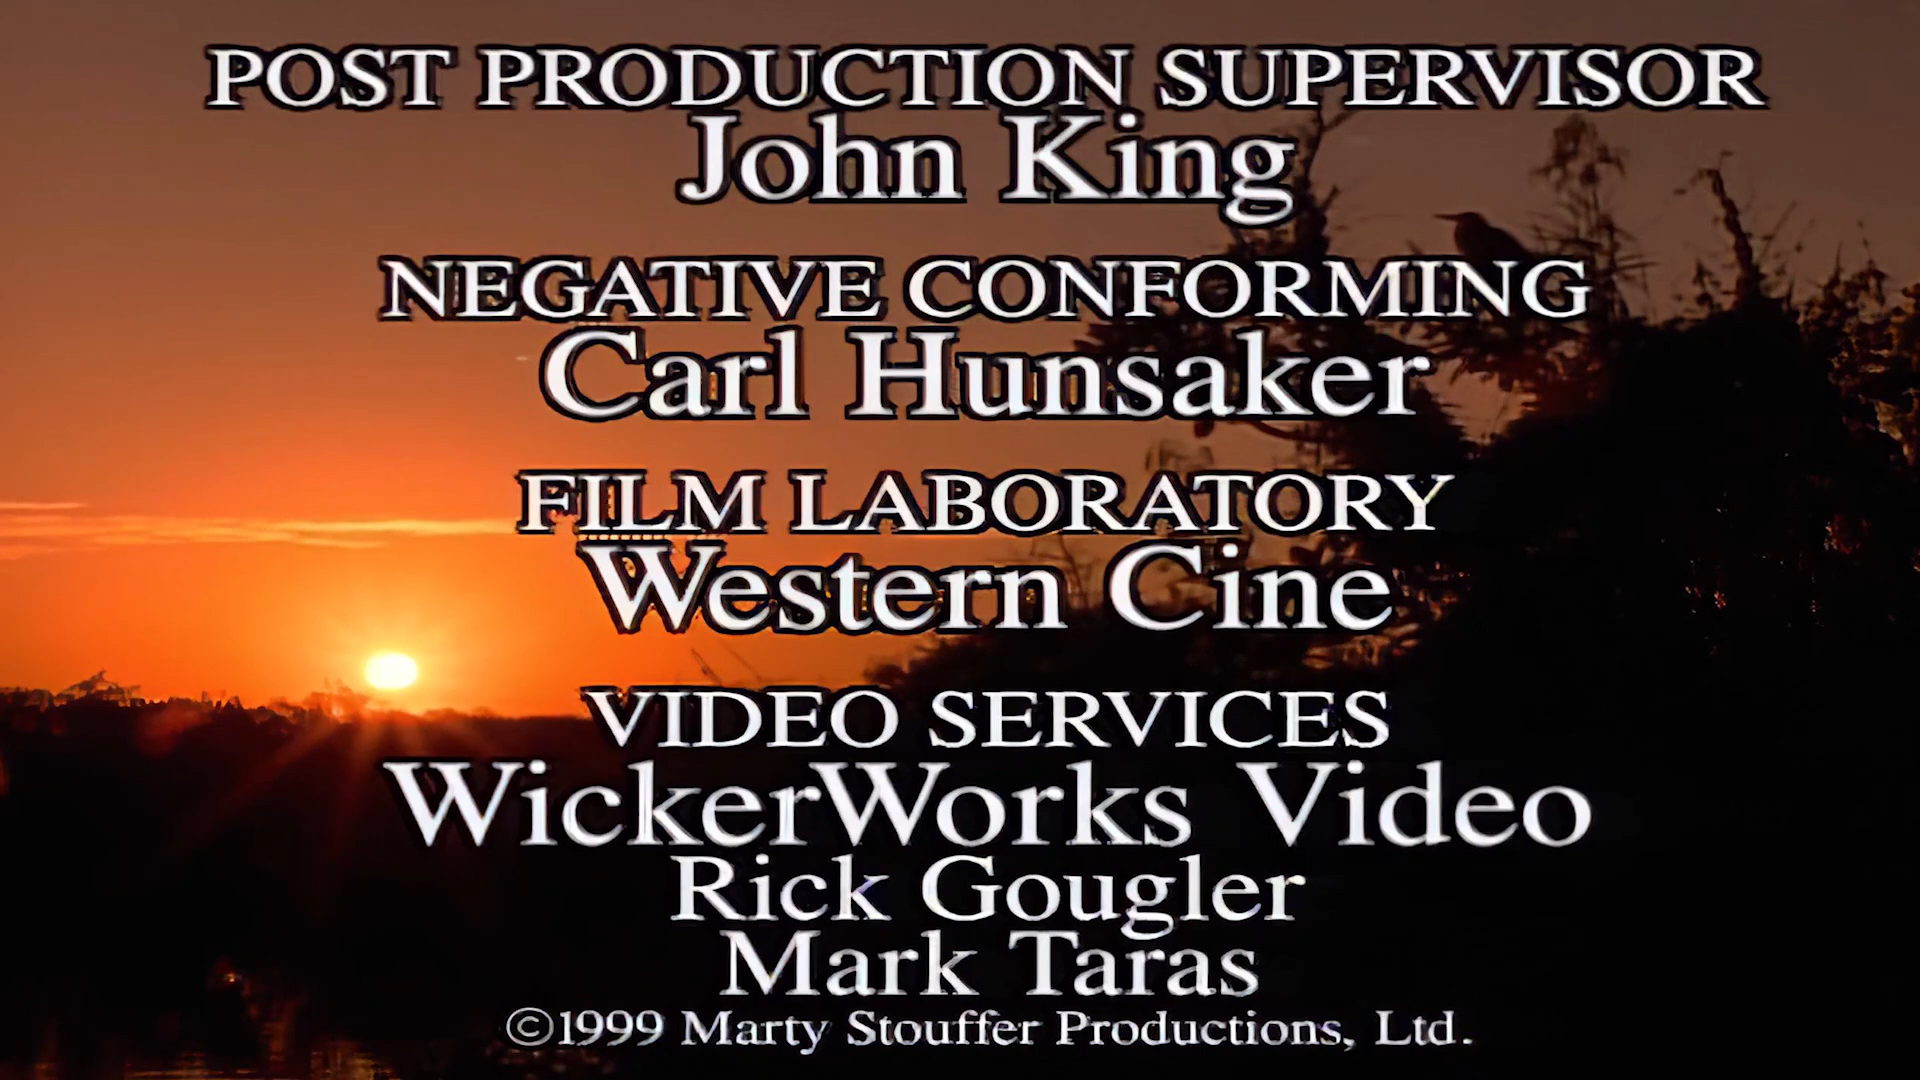 POST PRODUCTION SUPERVISOR
John King
NEGATIVE CONFORMING
Carl Hunsaker
FILM LABORATORY
Western Cine
VIDEO SERVICES
WickerWorks Video
Rick Gougler
Mark Taras
©1999 Marty Stouffer Productions, Ltd.